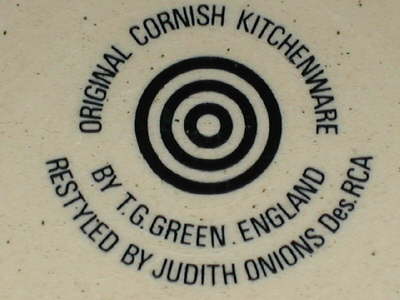 ORIGINAL CORNISH KITCHENWARE
BY T.G. GREEN. ENGLAND
RESTYLED BY JUDITH ONIONS Des. RCA